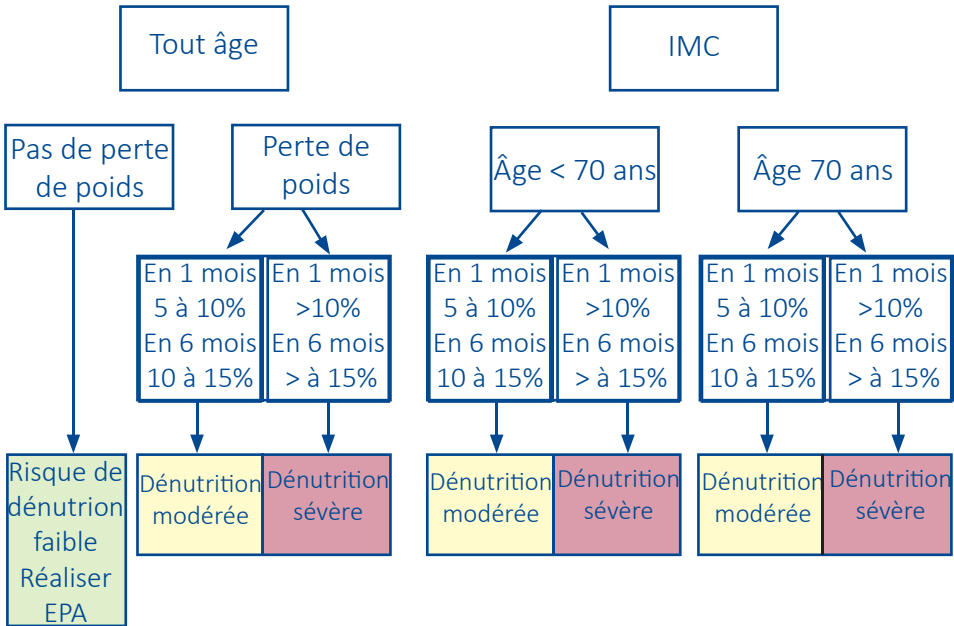 Tout âge
IMC
Pas de perte
de poids
Perte de
poids
Âge < 70 ans
Âge 70 ans
En 1 mois
5 à 10%
En 6 mois
10 à 15%
En 1 mois
>10%
En 6 mois
> à 15%
En 1 mois
5 à 10%
En 6 mois
10 à 15%
En 1 mois
>10%
En 6 mois
> à 15%
En 1 mois
5 à 10%
En 6 mois
10 à 15%
En 1 mois
>10%
En 6 mois
> à 15%
Risque de
dénutrion
faible
Réaliser
EPA
Dénutrition
modérée
Dénutrition
sévère
Dénutrition
modérée
Dénutrition
sévère
Dénutrition
modérée
Dénutrition
sévère